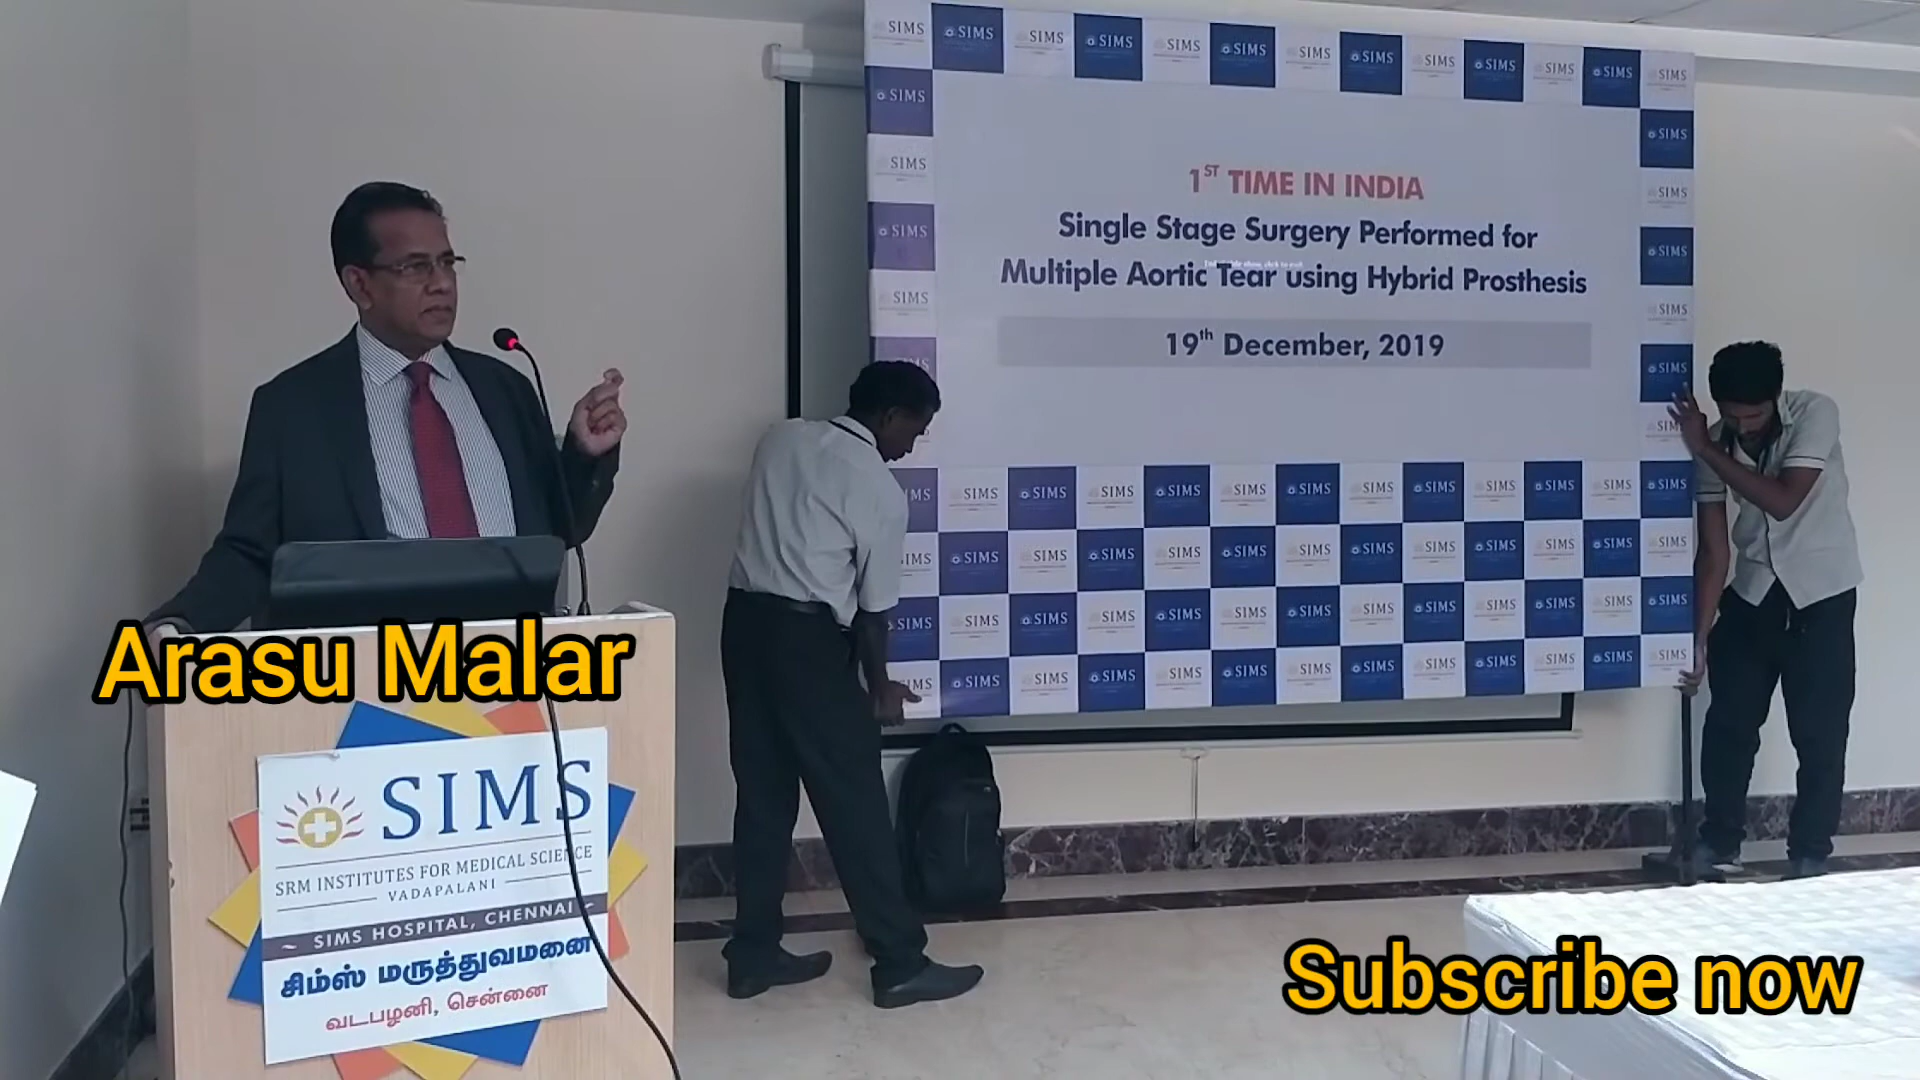 1ST TIME IN INDIA
Single Stage Surgery Performed for
Multiple Aortic Tear using Hybrid Prosthesis
19th December, 2019
SIMS
Arasu Malar
SIMS
SRM INSTITUTES FOR MEDICAL SCIENCE
VADAPALANI
SIMS HOSPITAL, CHENNAI
சிம்ஸ் மருத்துவமனை
வடபழனி, சென்னை
Subscribe now